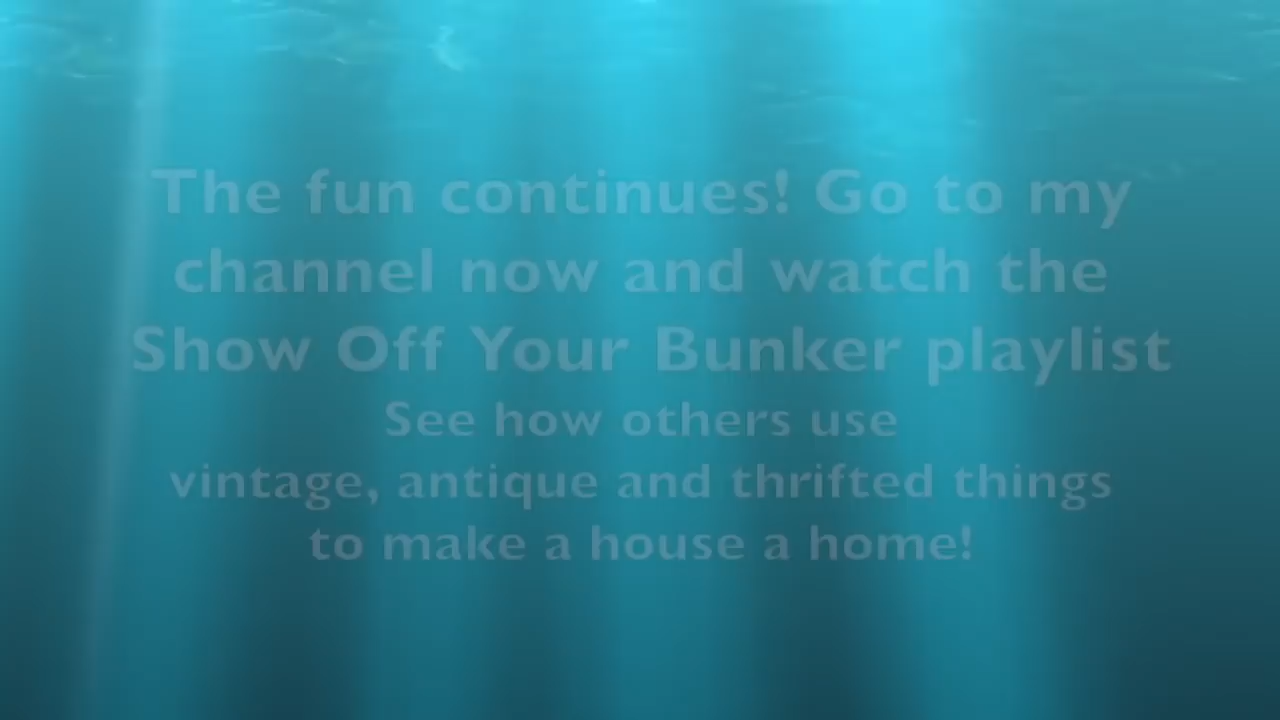 The fun continues! Go to my
channel now and watch the
Show Off Your Bunker playlist
See how others use
vintage, antique and thrifted things
to make a house a home!